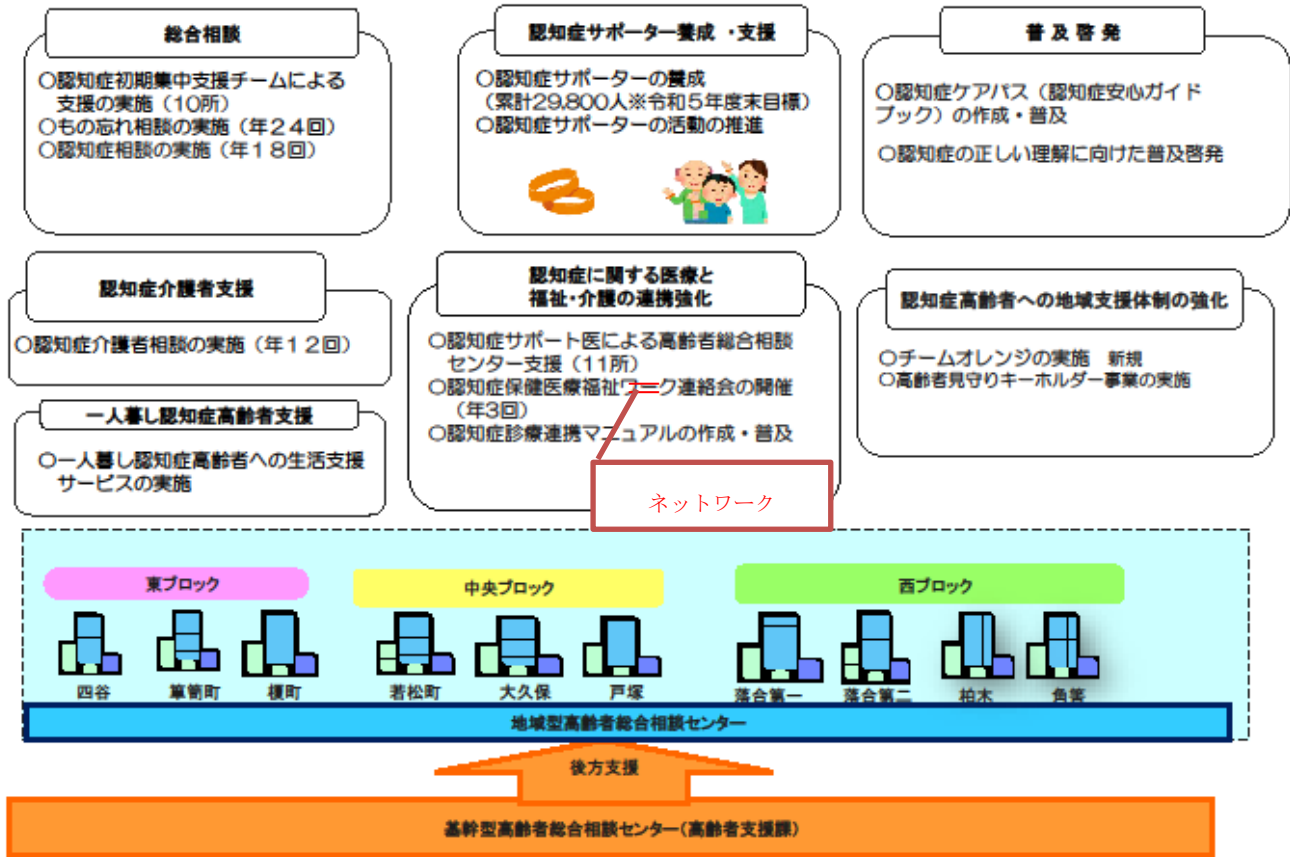 総合相談
○認知症初期集中支援チームによる
支援の実施（10所）
○もの忘れ相談の実施（年２４回）
○認知症相談の実施（年１８回）
認知症サポーター養成 ・支援
○認知症サポーターの養成
（累計29,800人※令和５年度末目標）
○認知症サポーターの活動の推進
普 及 啓 発
○認知症ケアパス（認知症安心ガイド
ブック）の作成・普及
○認知症の正しい理解に向けた普及啓発
認知症介護者支援
○認知症介護者相談の実施（年１２回）
認知症に関する医療と
福祉・介護の連携強化
○認知症サポート医による高齢者総合相談
センター支援（11所）
○認知症保健医療福祉ワーク連絡会の開催
（年3回）
○認知症診療連携マニュアルの作成・普及
ネットワーク
認知症高齢者への地域支援体制の強化
○チームオレンジの実施　新規
○高齢者見守りキーホルダー事業の実施
一人暮し認知症高齢者支援
○一人暮し認知症高齢者への生活支援
サービスの実施
東ブロック
中央ブロック
西ブロック
四谷
箪笥町
榎町
若松町
大久保
戸塚
落合第一
落合第二
柏木
角筈
地域型高齢者総合相談センター
後方支援
基幹型高齢者総合相談センター（高齢者支援課）